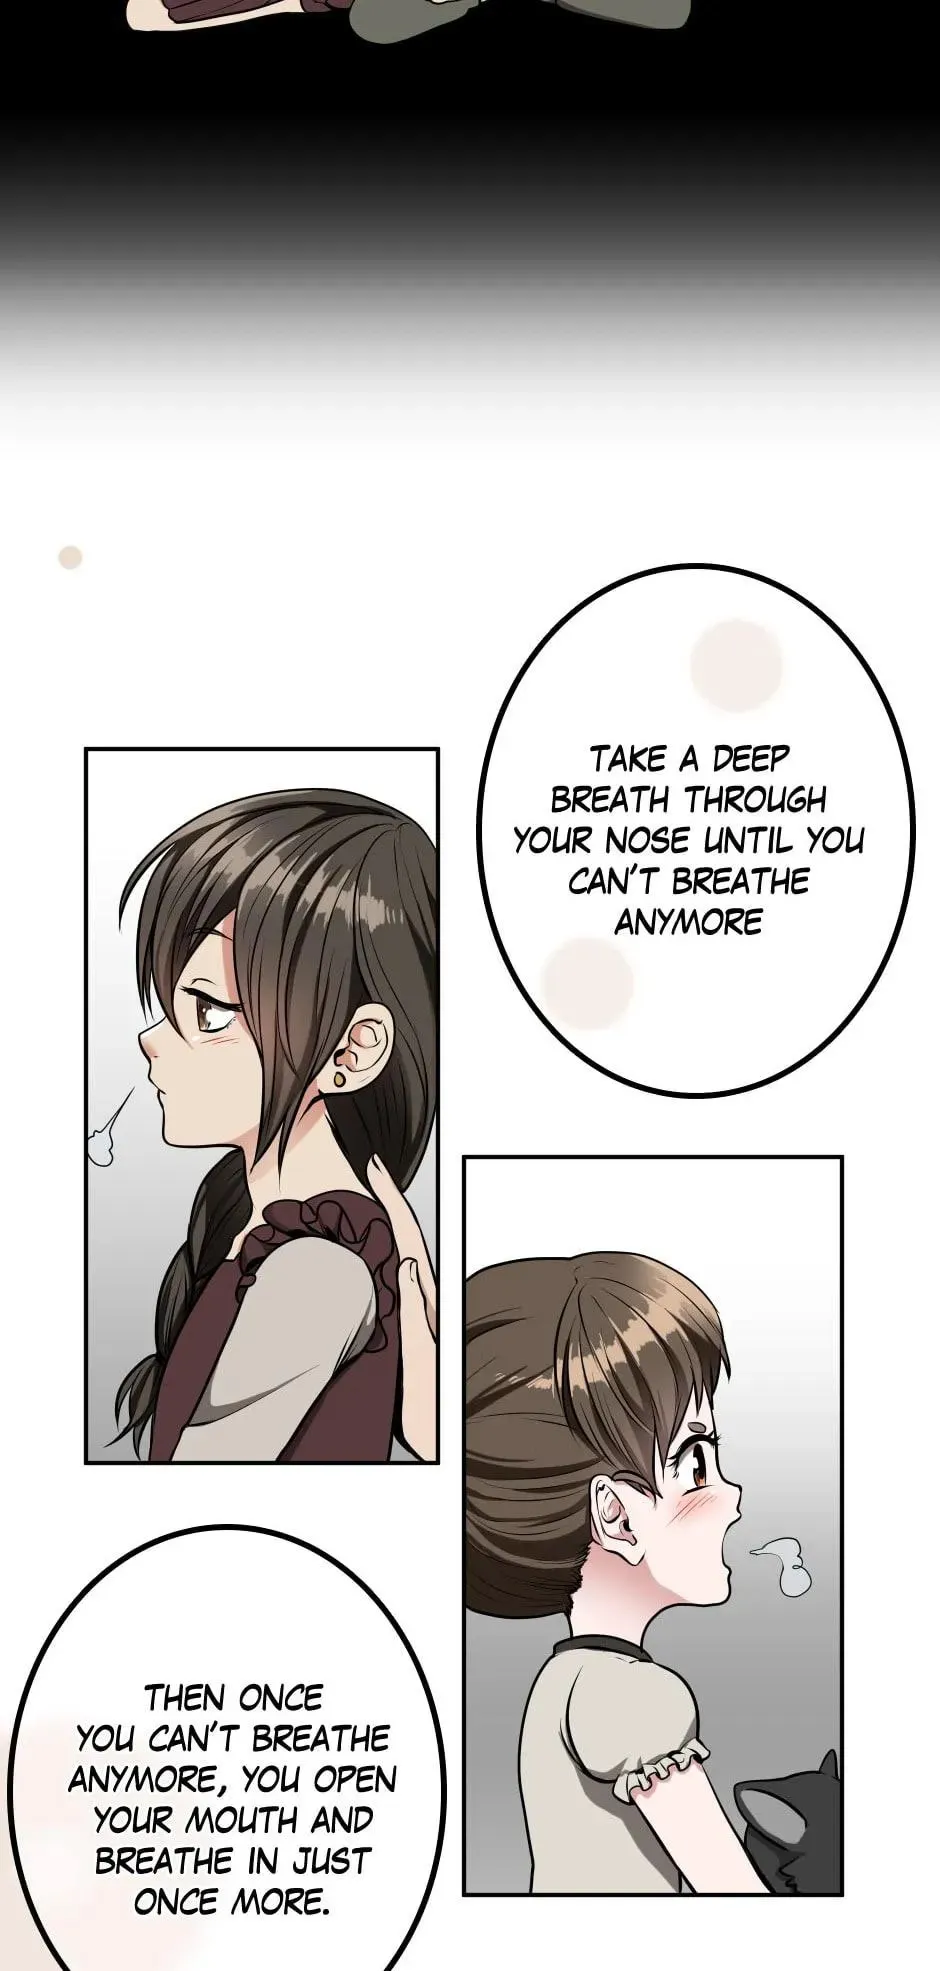 TAKE A DEEP
BREATH THROUGH
YOUR NOSE UNTIL YOU
CAN'T BREATHE
ANYMORE
THEN ONCE
YOU CAN'T BREATHE
ANYMORE, YOU OPEN
YOUR MOUTH AND
BREATHE IN JUST
ONCE MORE.